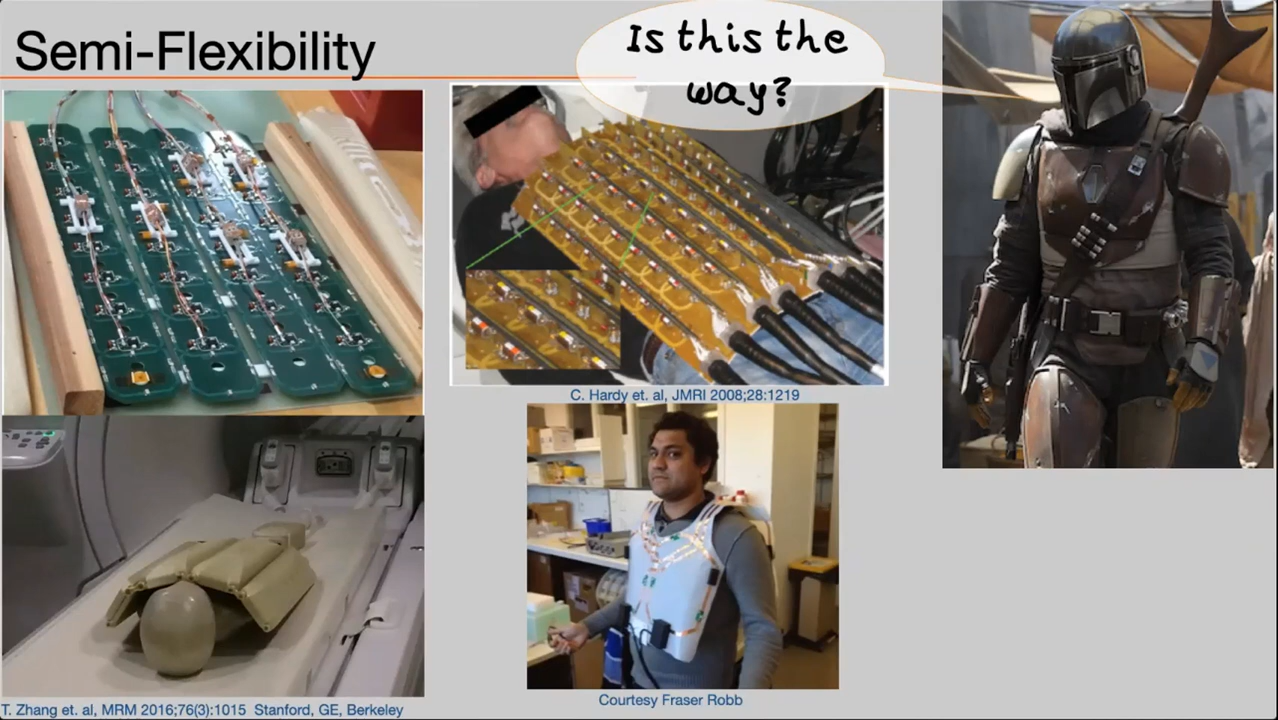 Semi-Flexibility
Is this the
way?
C. Hardy et. al, JMRI 2008;28:1219
Courtesy Fraser Robb
T. Zhang et. al, MRM 2016;76(3):1015 Stanford, GE, Berkeley